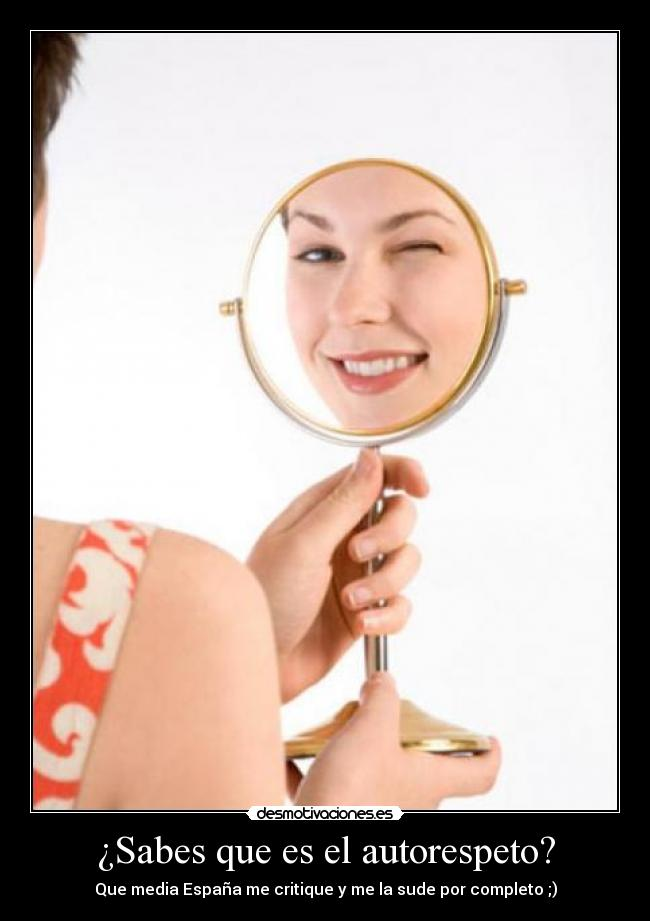 desmotivaciones.es
¿Sabes que es el autorespeto?
Que media España me critique y me la sude por completo ;)